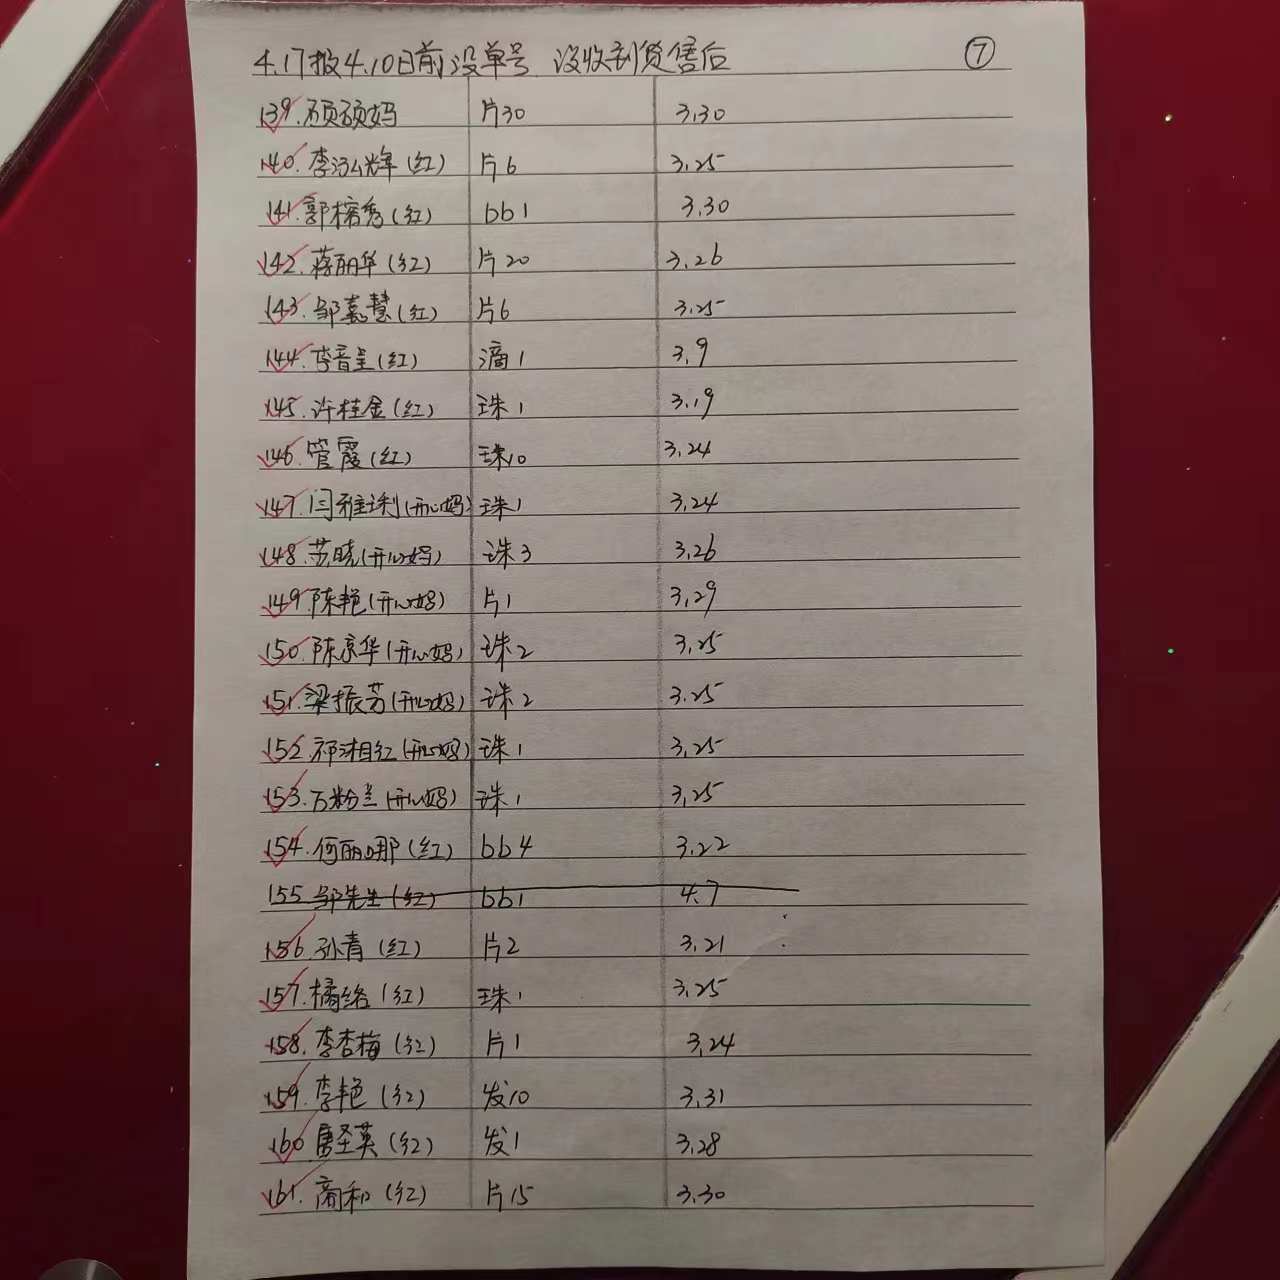 4.17报4.10日前没单号 没收到货售后 ⑦
139. 硕硕妈 片30 3.30
140. 李泓辉(红) 片6 3.25
141. 郭榕秀(红) bb1 3.30
142. 蒋丽华(红) 片20 3.26
143. 邹嘉慧(红) 片6 3.25
144. 李音呈(红) 滴1 3.9
145. 许桂金(红) 珠1 3.19
146. 管霞(红) 珠10 3.24
147. 闫雅琍(开心妈) 珠1 3.24
148. 苏晓(开心妈) 珠3 3.26
149. 陈艳(开心妈) 片1 3.29
150. 陈京华(开心妈) 珠2 3.25
151. 梁振芳(开心妈) 珠2 3.25
152. 祁湘红(开心妈) 珠1 3.25
153. 万粉兰(开心妈) 珠1 3.25
154. 何丽娜(红) bb4 3.22
155 邹先生(红) bb1 4.7
156. 孙青(红) 片2 3.21
157. 橘络(红) 珠1 3.25
158. 李杏梅(红) 片1 3.24
159. 李艳(红) 发10 3.31
160. 唐圣英(红) 发1 3.28
161. 商和(红) 片15 3.30